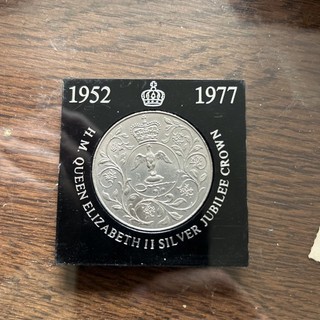 1952 1977
H. M. QUEEN ELIZABETH II SILVER JUBILEE CROWN